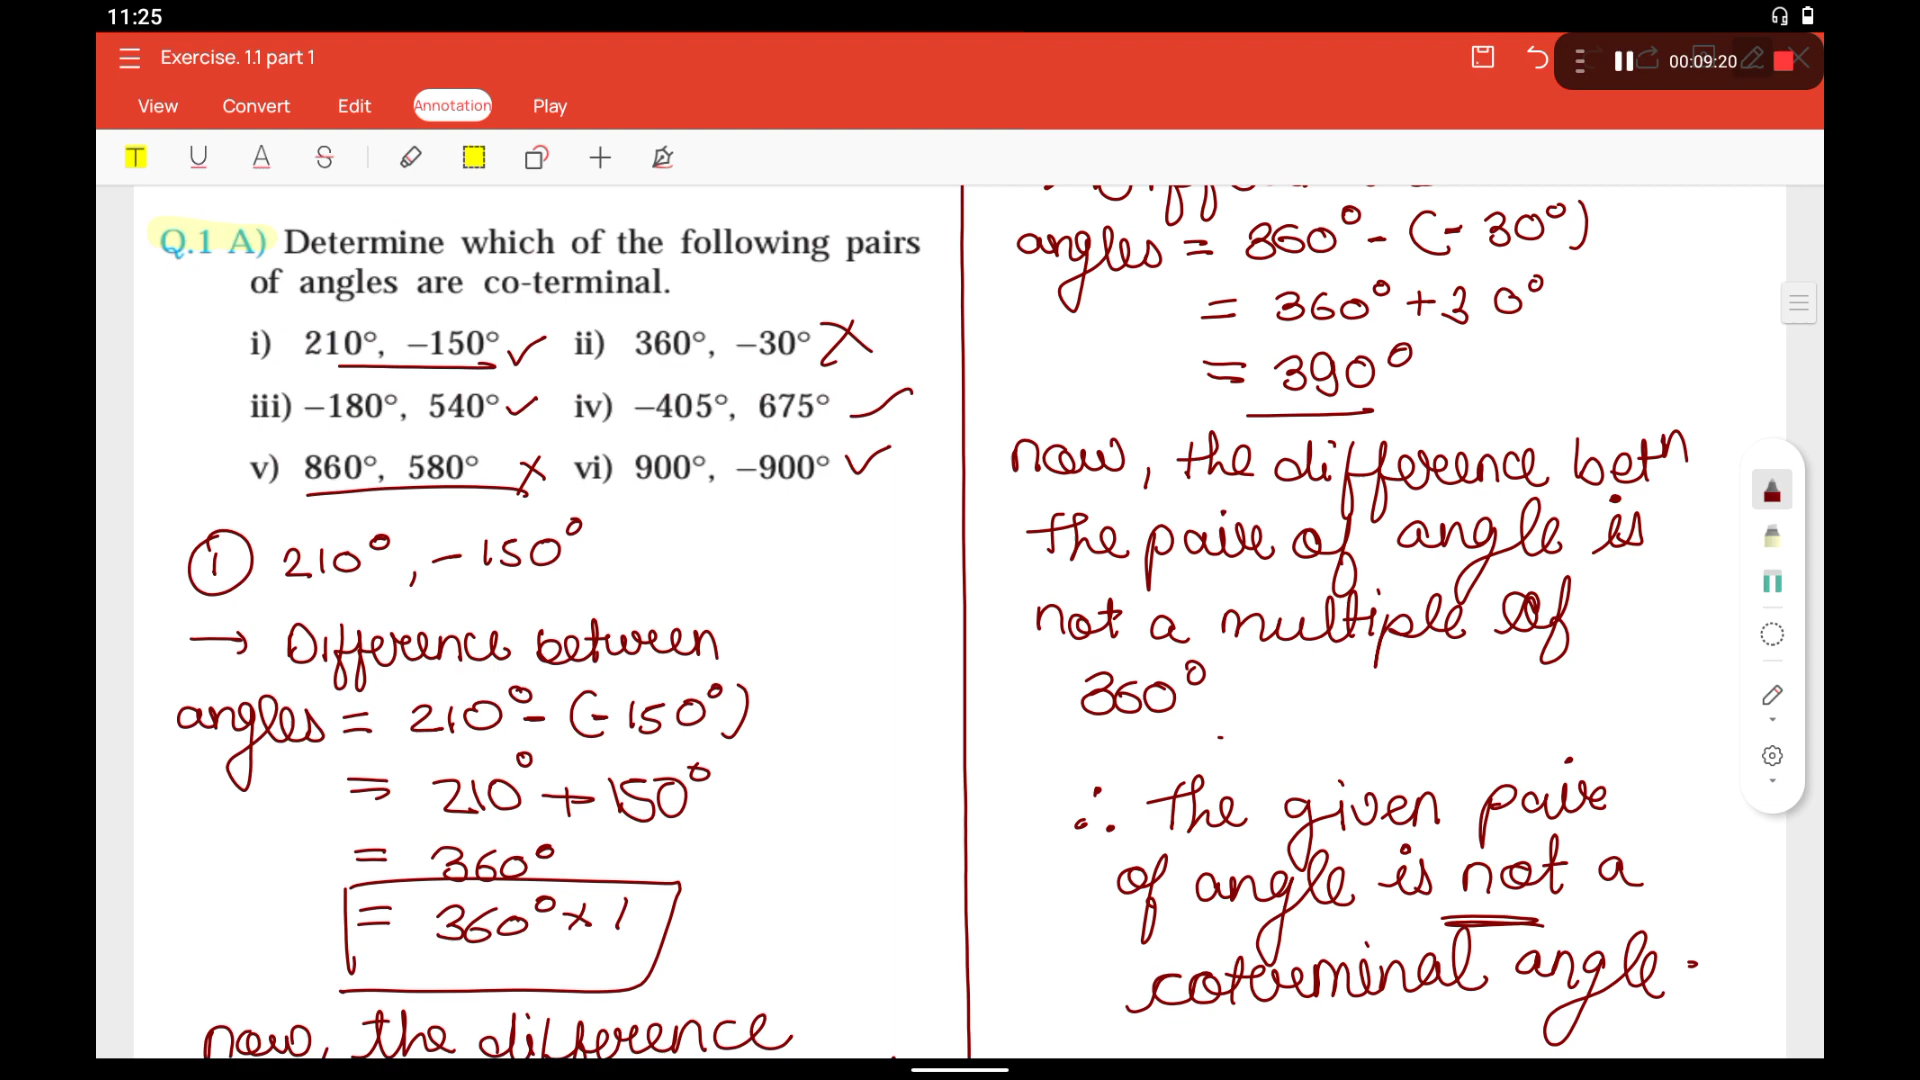 11:25
Exercise. 1.1 part 1
00:09:20
View Convert Edit Annotation Play
T U A S
Q.1 A) Determine which of the following pairs
of angles are co-terminal.
i) 210°, –150° ✓ ii) 360°, –30° X
iii) –180°, 540° ✓ iv) –405°, 675° ✓
v) 860°, 580° X vi) 900°, –900° ✓
① 210°, -150°
→ Difference between
angles = 210° - (-150°)
= 210° + 150°
= 360°
= 360° × 1
now, the difference
angles = 360° - (-30°)
= 360° + 30°
= 390°
now, the difference betn
the paire of angle is
not a multiple of
360°
∴ the given paire
of angle is not a
coterminal angle.